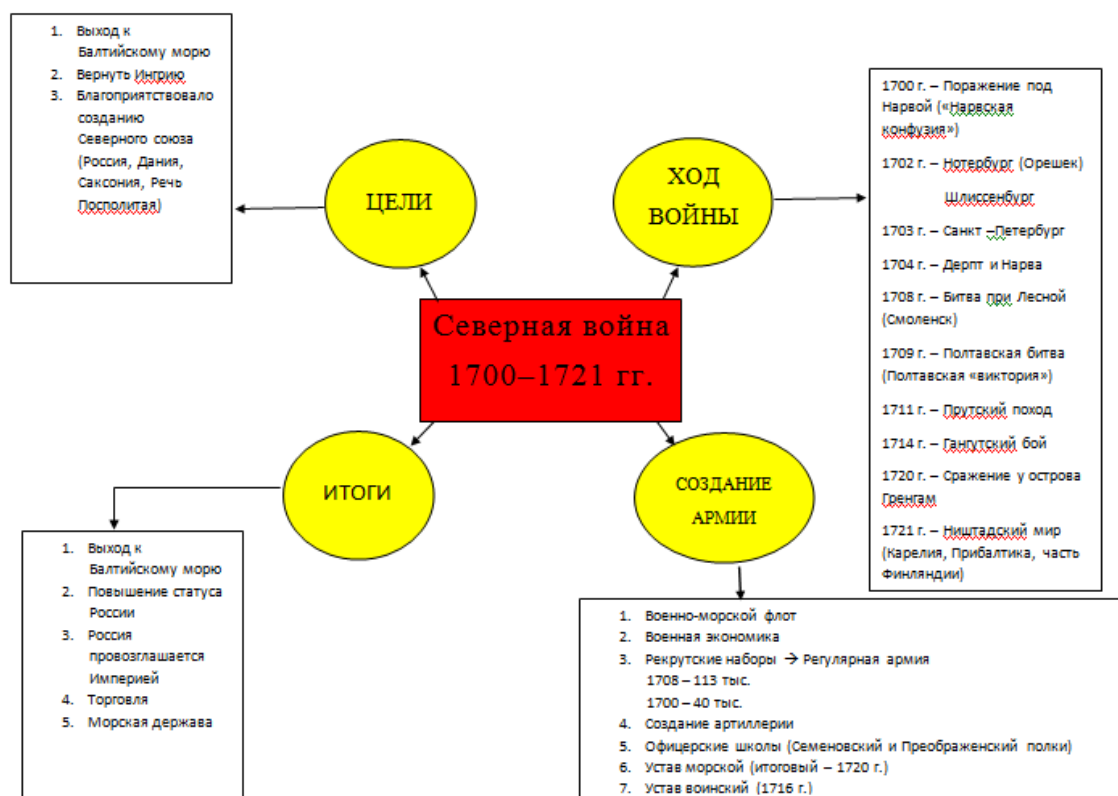 1. Выход к
Балтийскому морю
2. Вернуть Ингрию
3. Благоприятствовало
созданию
Северного союза
(Россия, Дания,
Саксония, Речь
Посполитая)
ЦЕЛИ
ХОД
ВОЙНЫ
1700 г. – Поражение под
Нарвой («Нарвская
конфузия»)
1702 г. – Нотербург (Орешек)
Шлиссенбург
1703 г. – Санкт –Петербург
1704 г. – Дерпт и Нарва
1708 г. – Битва при Лесной
(Смоленск)
1709 г. – Полтавская битва
(Полтавская «виктория»)
1711 г. – Прутский поход
1714 г. – Гангутский бой
1720 г. – Сражение у острова
Гренгам
1721 г. – Ништадский мир
(Карелия, Прибалтика, часть
Финляндии)
Северная война
1700–1721 гг.
ИТОГИ
СОЗДАНИЕ
АРМИИ
1. Выход к
Балтийскому морю
2. Повышение статуса
России
3. Россия
провозглашается
Империей
4. Торговля
5. Морская держава
1. Военно-морской флот
2. Военная экономика
3. Рекрутские наборы → Регулярная армия
1708 – 113 тыс.
1700 – 40 тыс.
4. Создание артиллерии
5. Офицерские школы (Семеновский и Преображенский полки)
6. Устав морской (итоговый – 1720 г.)
7. Устав воинский (1716 г.)